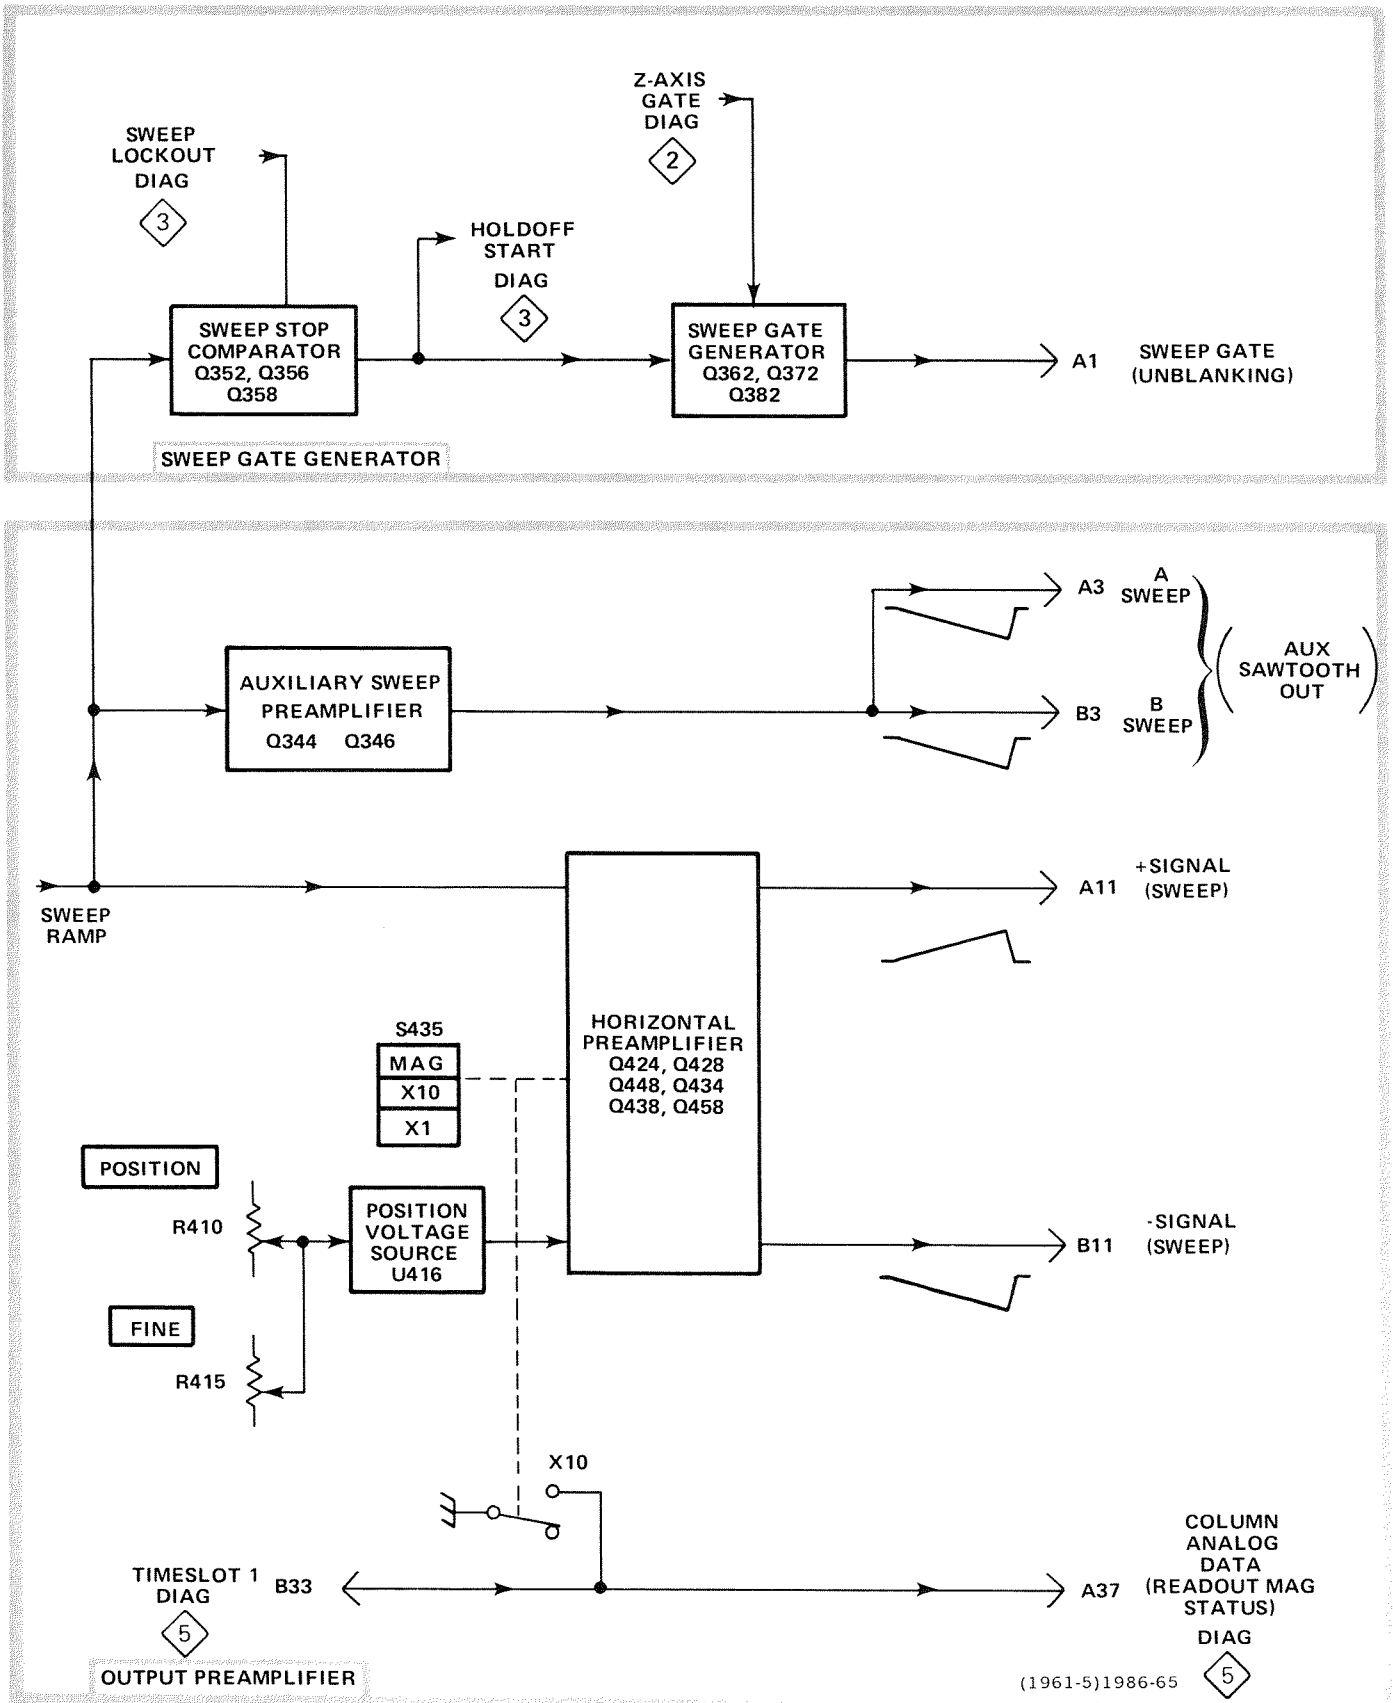 Z-AXIS
GATE
DIAG
2
SWEEP
LOCKOUT
DIAG
3
HOLDOFF
START
DIAG
3
SWEEP STOP
COMPARATOR
Q352, Q356
Q358
SWEEP GATE
GENERATOR
Q362, Q372
Q382
A1
SWEEP GATE
(UNBLANKING)
SWEEP GATE GENERATOR
A3
A
SWEEP
AUXILIARY SWEEP
PREAMPLIFIER
Q344 Q346
B3
B
SWEEP
AUX
SAWTOOTH
OUT
SWEEP
RAMP
A11
+SIGNAL
(SWEEP)
HORIZONTAL
PREAMPLIFIER
Q424, Q428
Q448, Q434
Q438, Q458
S435
MAG
X10
X1
POSITION
R410
POSITION
VOLTAGE
SOURCE
U416
B11
-SIGNAL
(SWEEP)
FINE
R415
X10
TIMESLOT 1
DIAG
5
B33
A37
COLUMN
ANALOG
DATA
(READOUT MAG
STATUS)
DIAG
5
OUTPUT PREAMPLIFIER
(1961-5)1986-65